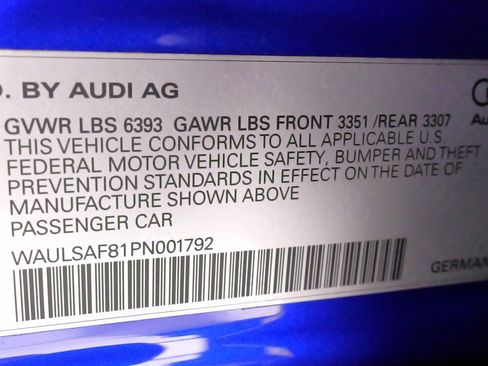 D. BY AUDI AG
GVWR LBS 6393 GAWR LBS FRONT 3351 /REAR 3307
THIS VEHICLE CONFORMS TO ALL APPLICABLE U.S.
FEDERAL MOTOR VEHICLE SAFETY, BUMPER AND THEFT
PREVENTION STANDARDS IN EFFECT ON THE DATE OF
MANUFACTURE SHOWN ABOVE
PASSENGER CAR
WAULSAF81PN001792
Au
GERMAN